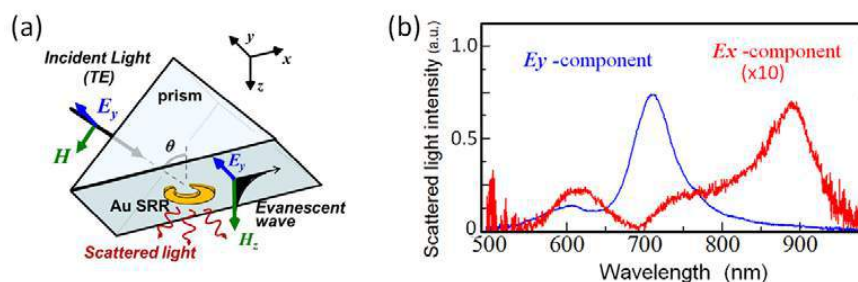 (a)
Incident Light
(TE)
y
x
z
prism
Ey
H
θ
Ey
Au SRR
Evanescent
wave
Scattered light
Hz
(b)
Scattered light intensity (a.u.)
1.0
0.5
0
Ey -component
Ex -component
(x10)
500 600 700 800 900
Wavelength (nm)